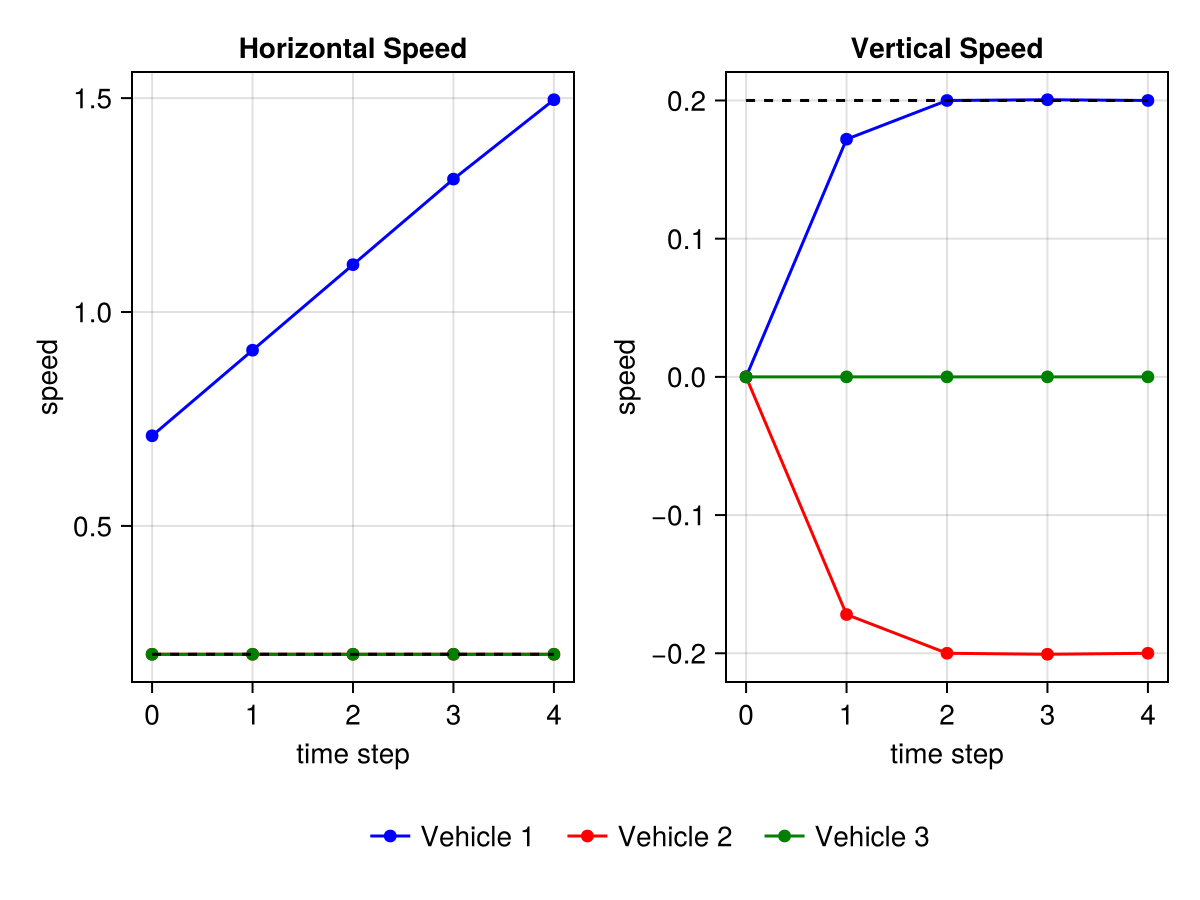 Horizontal Speed
1.5
1.0
0.5
speed
0 1 2 3 4
time step
Vertical Speed
0.2
0.1
0.0
−0.1
−0.2
speed
0 1 2 3 4
time step
Vehicle 1 Vehicle 2 Vehicle 3